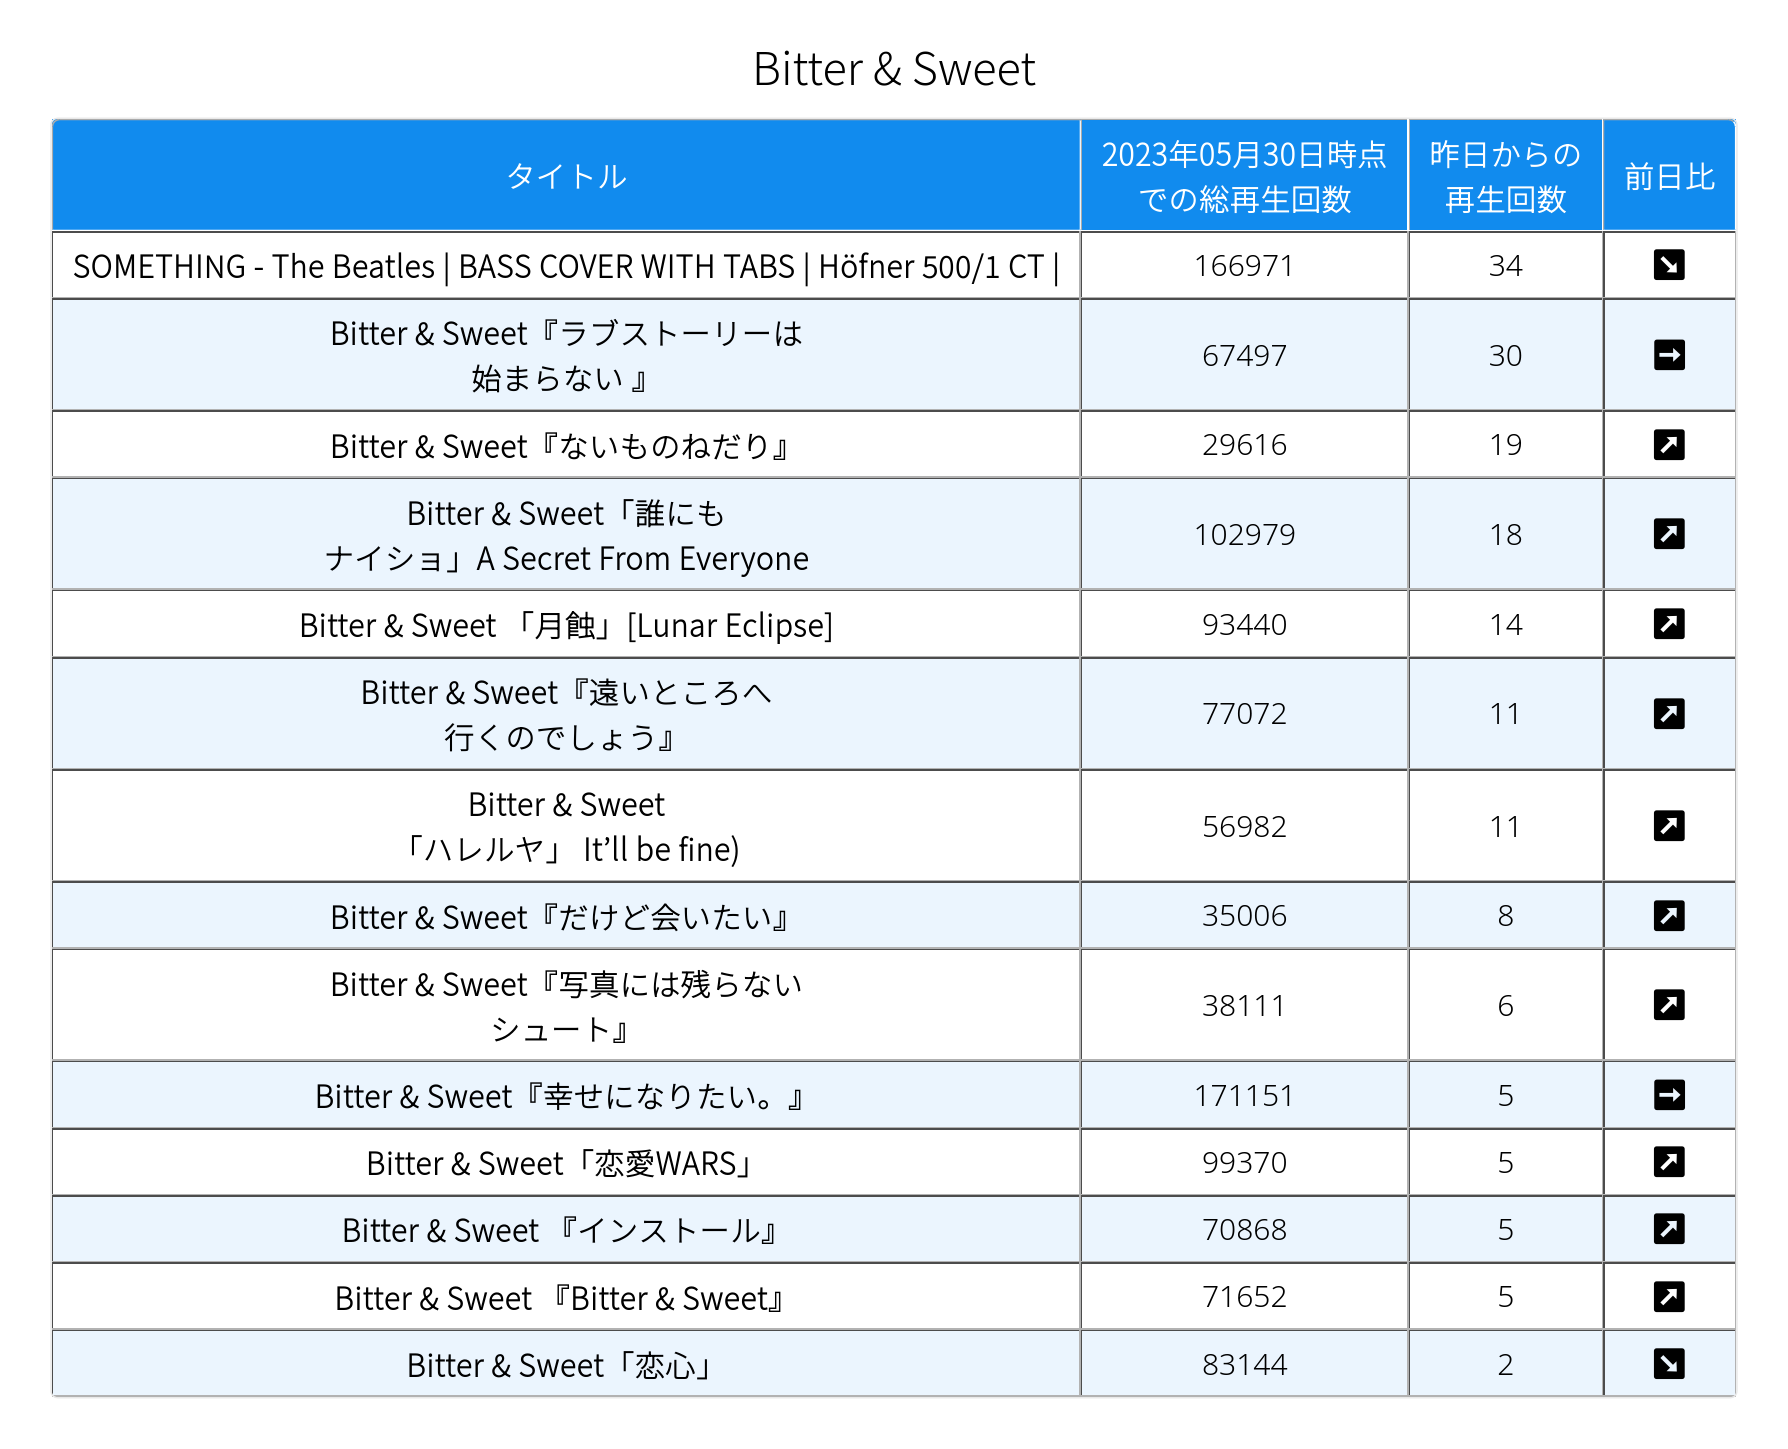 Bitter & Sweet
タイトル
2023年05月30日時点
での総再生回数
昨日からの
再生回数
前日比
SOMETHING - The Beatles | BASS COVER WITH TABS | Höfner 500/1 CT |
166971
34
Bitter & Sweet『ラブストーリーは
始まらない 』
67497
30
Bitter & Sweet『ないものねだり』
29616
19
Bitter & Sweet「誰にも
ナイショ」A Secret From Everyone
102979
18
Bitter & Sweet 「月蝕」[Lunar Eclipse]
93440
14
Bitter & Sweet『遠いところへ
行くのでしょう』
77072
11
Bitter & Sweet
「ハレルヤ」 It’ll be fine)
56982
11
Bitter & Sweet『だけど会いたい』
35006
8
Bitter & Sweet『写真には残らない
シュート』
38111
6
Bitter & Sweet『幸せになりたい。』
171151
5
Bitter & Sweet「恋愛WARS」
99370
5
Bitter & Sweet 『インストール』
70868
5
Bitter & Sweet 『Bitter & Sweet』
71652
5
Bitter & Sweet「恋心」
83144
2